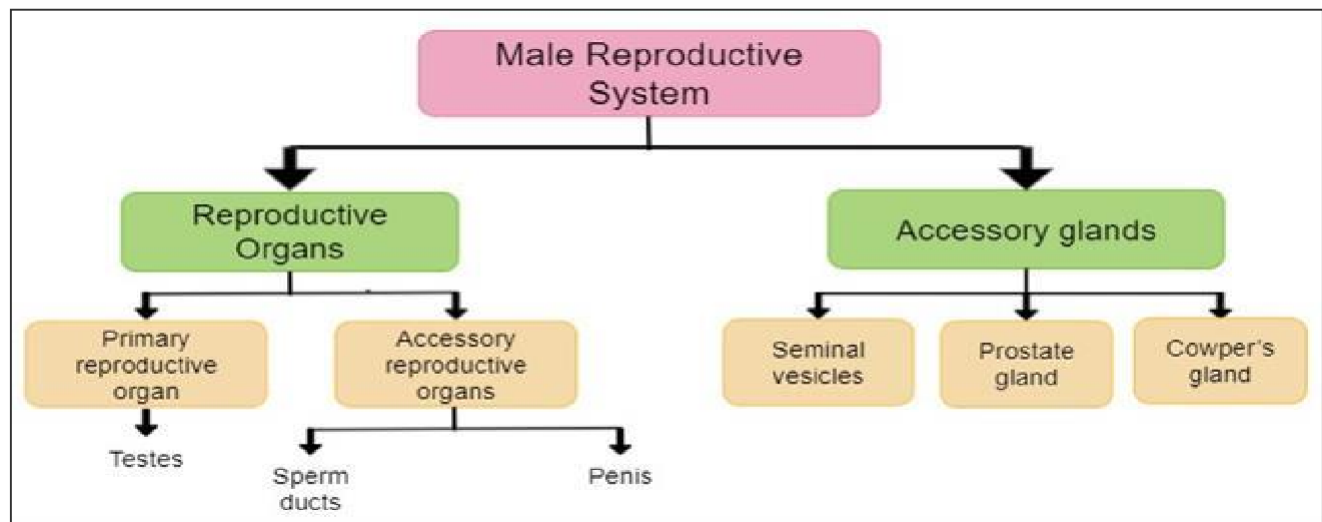 Male Reproductive
System
Reproductive
Organs
Accessory glands
Primary
reproductive
organ
Accessory
reproductive
organs
Seminal
vesicles
Prostate
gland
Cowper's
gland
Testes
Sperm
ducts
Penis